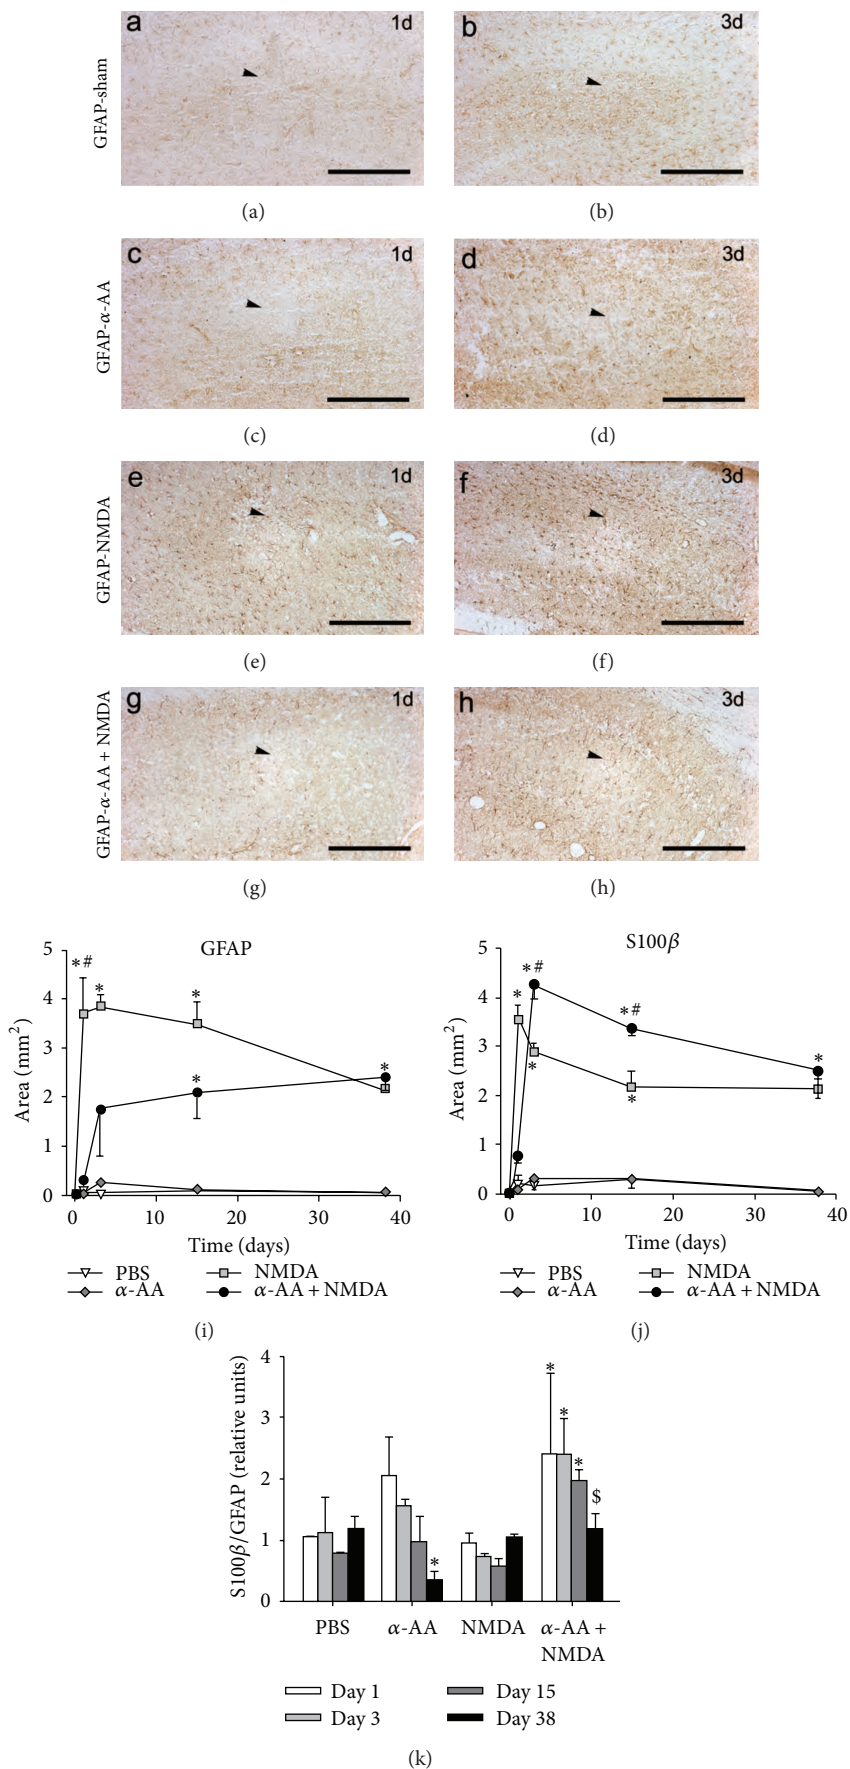 a
1d
b
3d
GFAP-sham
(a)
(b)
c
1d
d
3d
GFAP-α-AA
(c)
(d)
e
1d
f
3d
GFAP-NMDA
(e)
(f)
g
1d
h
3d
GFAP-α-AA + NMDA
(g)
(h)
GFAP
5
4
3
2
1
0
Area (mm²)
*#
*
*
*
0
10
20
30
40
Time (days)
PBS
NMDA
α-AA
α-AA + NMDA
(i)
S100β
5
4
3
2
1
0
Area (mm²)
*
*#
*
*#
*
*
0
10
20
30
40
Time (days)
PBS
NMDA
α-AA
α-AA + NMDA
(j)
4
3
2
1
0
S100β/GFAP (relative units)
*
*
*
*
$
PBS
α-AA
NMDA
α-AA +
NMDA
Day 1
Day 15
Day 3
Day 38
(k)